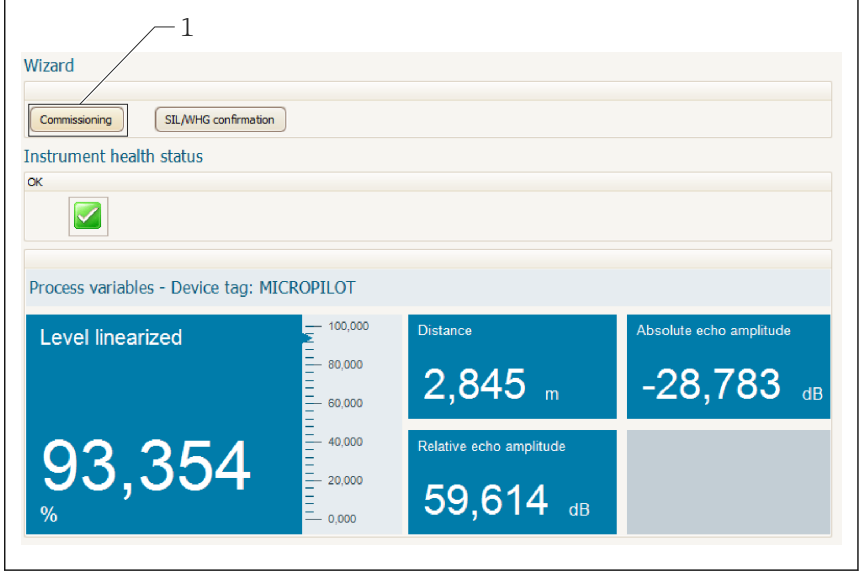 1
Wizard
Commissioning
SIL/WHG confirmation
Instrument health status
OK
Process variables - Device tag: MICROPILOT
Level linearized
93,354
%
100,000
80,000
60,000
40,000
20,000
0,000
Distance
2,845 m
Absolute echo amplitude
-28,783 dB
Relative echo amplitude
59,614 dB